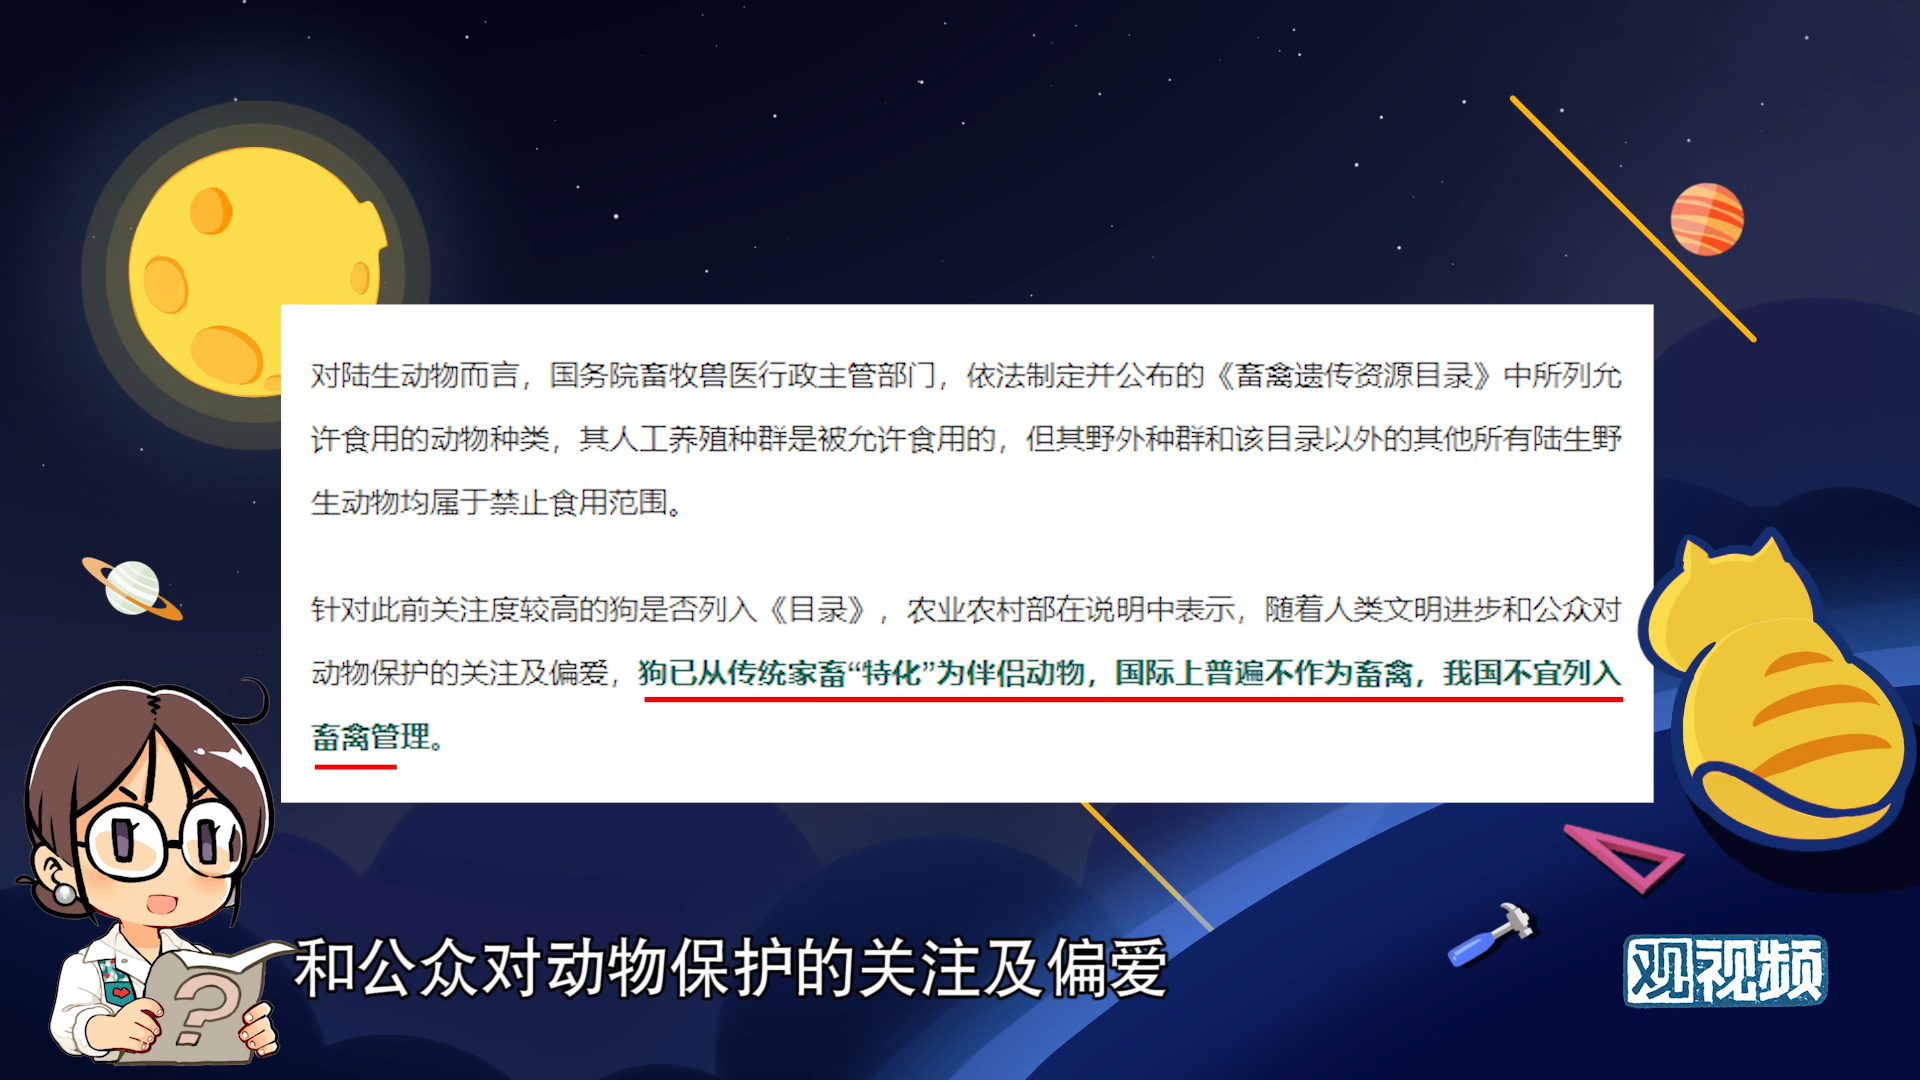 对陆生动物而言，国务院畜牧兽医行政主管部门，依法制定并公布的《畜禽遗传资源目录》中所列允
许食用的动物种类，其人工养殖种群是被允许食用的，但其野外种群和该目录以外的其他所有陆生野
生动物均属于禁止食用范围。
针对此前关注度较高的狗是否列入《目录》，农业农村部在说明中表示，随着人类文明进步和公众对
动物保护的关注及偏爱，狗已从传统家畜“特化”为伴侣动物，国际上普遍不作为畜禽，我国不宜列入
畜禽管理。
?
和公众对动物保护的关注及偏爱
观视频